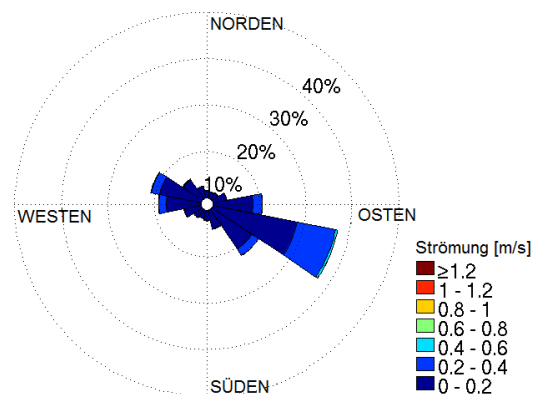 NORDEN
40%
30%
20%
10%
WESTEN
OSTEN
SÜDEN
Strömung [m/s]
≥1.2
1 - 1.2
0.8 - 1
0.6 - 0.8
0.4 - 0.6
0.2 - 0.4
0 - 0.2